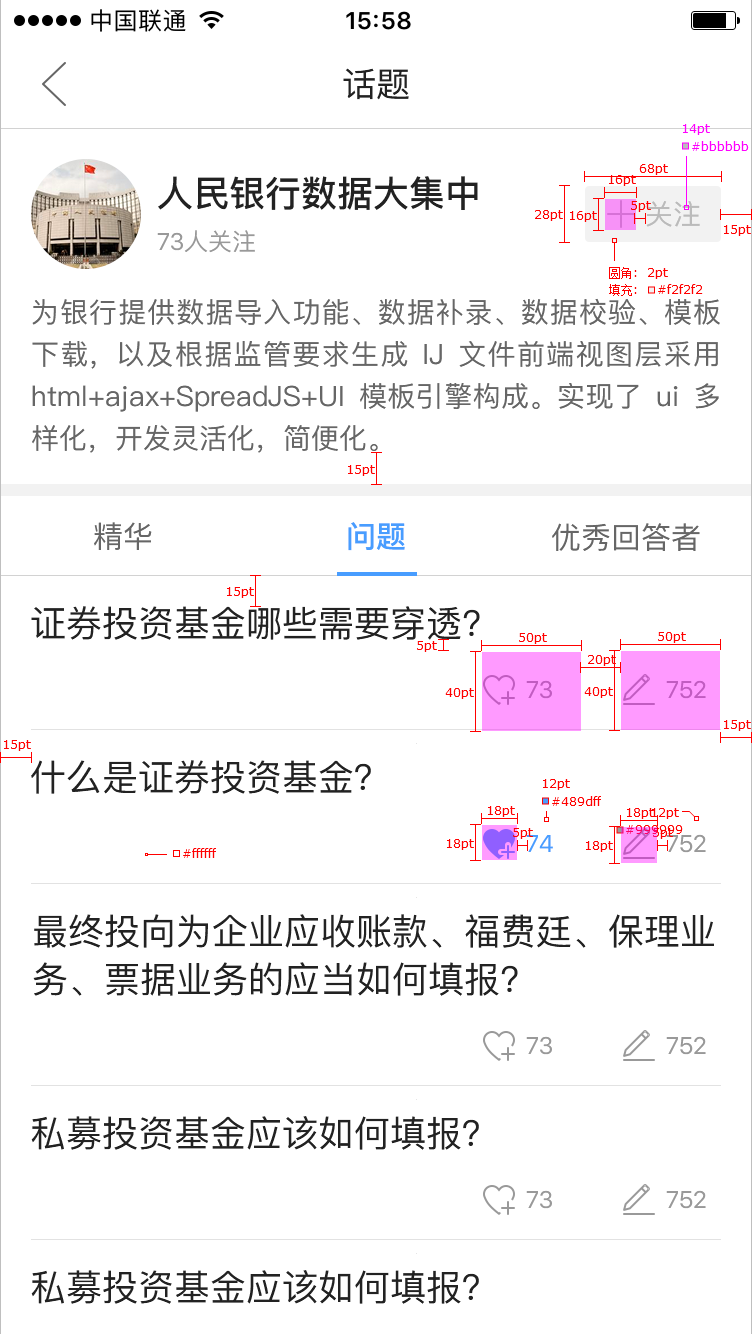 中国联通 15:58
话题
14pt
#bbbbbb
68pt
16pt
人民银行数据大集中
28pt 16pt 5pt 关注
15pt
73人关注
圆角：2pt
填充：#f2f2f2
为银行提供数据导入功能、数据补录、数据校验、模板
下载，以及根据监管要求生成 IJ 文件前端视图层采用
html+ajax+SpreadJS+UI 模板引擎构成。实现了 ui 多
样化，开发灵活化，简便化。
15pt
精华 问题 优秀回答者
15pt
证券投资基金哪些需要穿透?
5pt 50pt 50pt
20pt
40pt 73 40pt 752
15pt
15pt
什么是证券投资基金?
12pt
#489dff
18pt 18pt 12pt
#999999
5pt 5pt
18pt 74 18pt 752
#ffffff
最终投向为企业应收账款、福费廷、保理业
务、票据业务的应当如何填报?
73 752
私募投资基金应该如何填报?
73 752
私募投资基金应该如何填报?